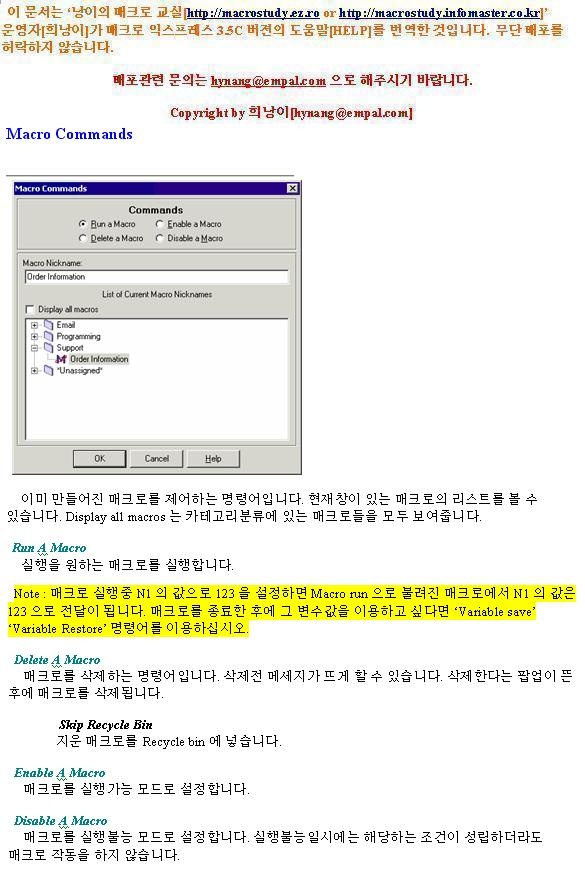 이 문서는 '낭이의 매크로 교실[http://macrostudy.ez.ro or http://macrostudy.infomaster.co.kr]'
운영자[희낭이]가 매크로 익스프레스 3.5C 버젼의 도움말[HELP]를 번역한 것입니다. 무단 배포를
허락하지 않습니다.
배포관련 문의는 hynang@empal.com 으로 해주시기 바랍니다.
Copyright by 희낭이[hynang@empal.com]
Macro Commands
Macro Commands
Commands
Run a Macro
Enable a Macro
Delete a Macro
Disable a Macro
Macro Nickname:
Order Information
List of Current Macro Nicknames
Display all macros
Email
Programming
Support
Order Information
*Unassigned*
OK
Cancel
Help
이미 만들어진 매크로를 제어하는 명령어입니다. 현재창이 있는 매크로의 리스트를 볼 수
있습니다. Display all macros 는 카테고리분류에 있는 매크로들을 모두 보여줍니다.
Run A Macro
실행을 원하는 매크로를 실행합니다.
Note : 매크로 실행중 N1 의 값으로 123 을 설정하면 Macro run 으로 불려진 매크로에서 N1 의 값은
123 으로 전달이 됩니다. 매크로를 종료한 후에 그 변수값을 이용하고 싶다면 ‘Variable save’
‘Variable Restore’ 명령어를 이용하십시오.
Delete A Macro
매크로를 삭제하는 명령어입니다. 삭제전 메세지가 뜨게 할 수 있습니다. 삭제한다는 팝업이 뜬
후에 매크로를 삭제됩니다.
Skip Recycle Bin
지운 매크로를 Recycle bin 에 넣습니다.
Enable A Macro
매크로를 실행가능 모드로 설정합니다.
Disable A Macro
매크로를 실행불능 모드로 설정합니다. 실행불능일시에는 해당하는 조건이 성립하더라도
매크로 작동을 하지 않습니다.